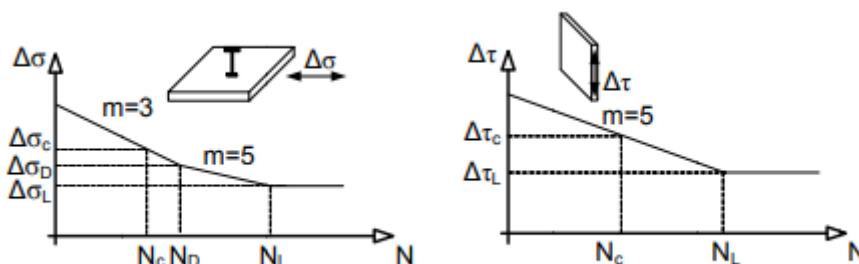 Δσ
Δσ
m=3
Δσc
m=5
ΔσD
ΔσL
Nc ND NL N
Δτ
Δτ
m=5
Δτc
ΔτL
Nc NL N